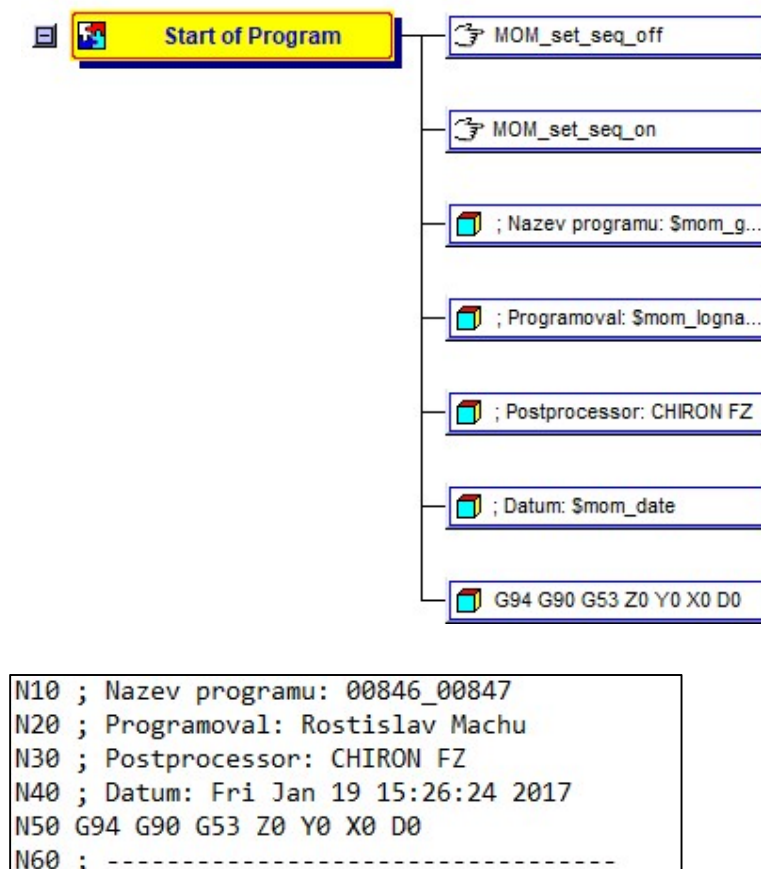 Start of Program
MOM_set_seq_off
MOM_set_seq_on
; Nazev programu: $mom_g...
; Programoval: $mom_logna...
; Postprocessor: CHIRON FZ
; Datum: $mom_date
G94 G90 G53 Z0 Y0 X0 D0
N10 ; Nazev programu: 00846_00847
N20 ; Programoval: Rostislav Machu
N30 ; Postprocessor: CHIRON FZ
N40 ; Datum: Fri Jan 19 15:26:24 2017
N50 G94 G90 G53 Z0 Y0 X0 D0
N60 ; ----------------------------------